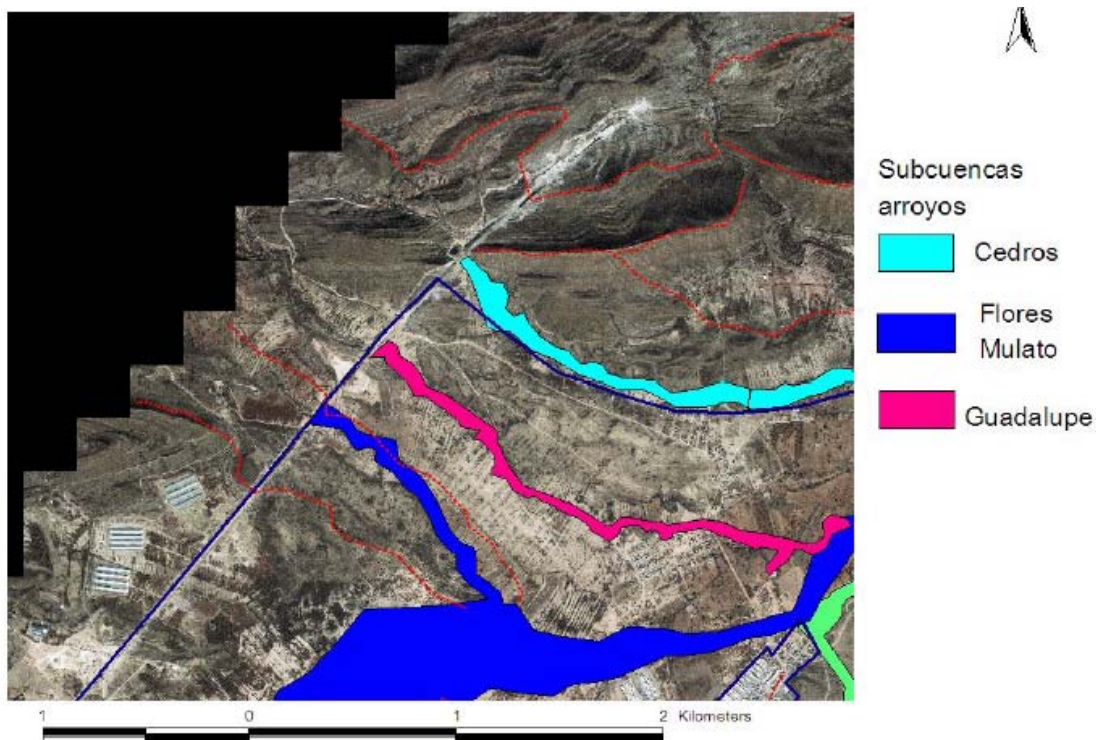 Subcuencas
arroyos
Cedros
Flores
Mulato
Guadalupe
1 0 1 2 Kilometers